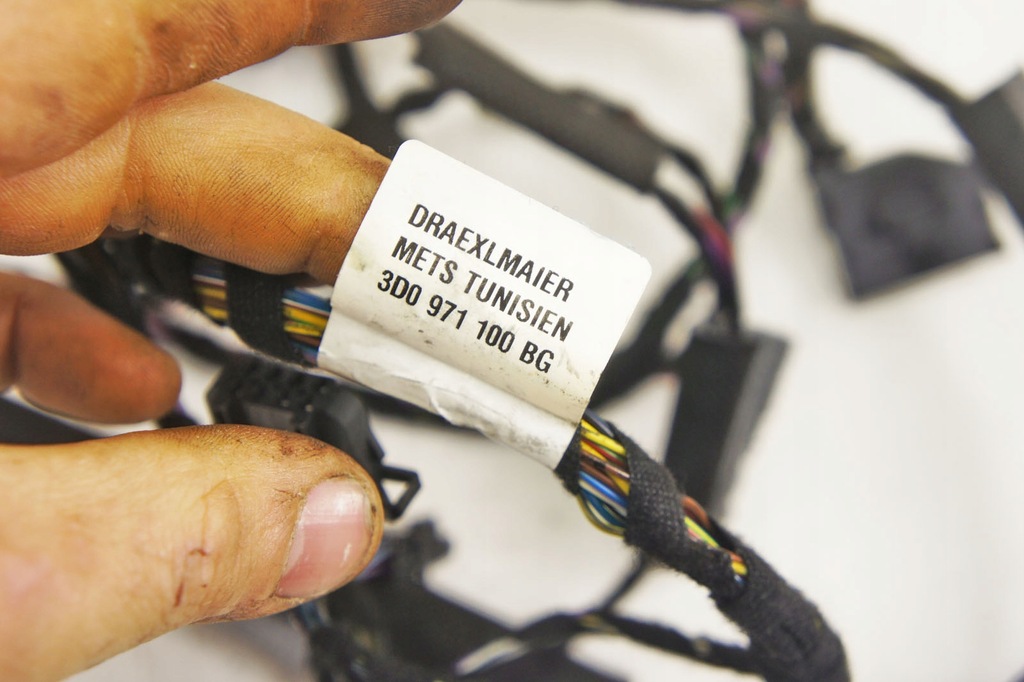 DRAEXLMAIER
METS TUNISIEN
3D0 971 100 BG